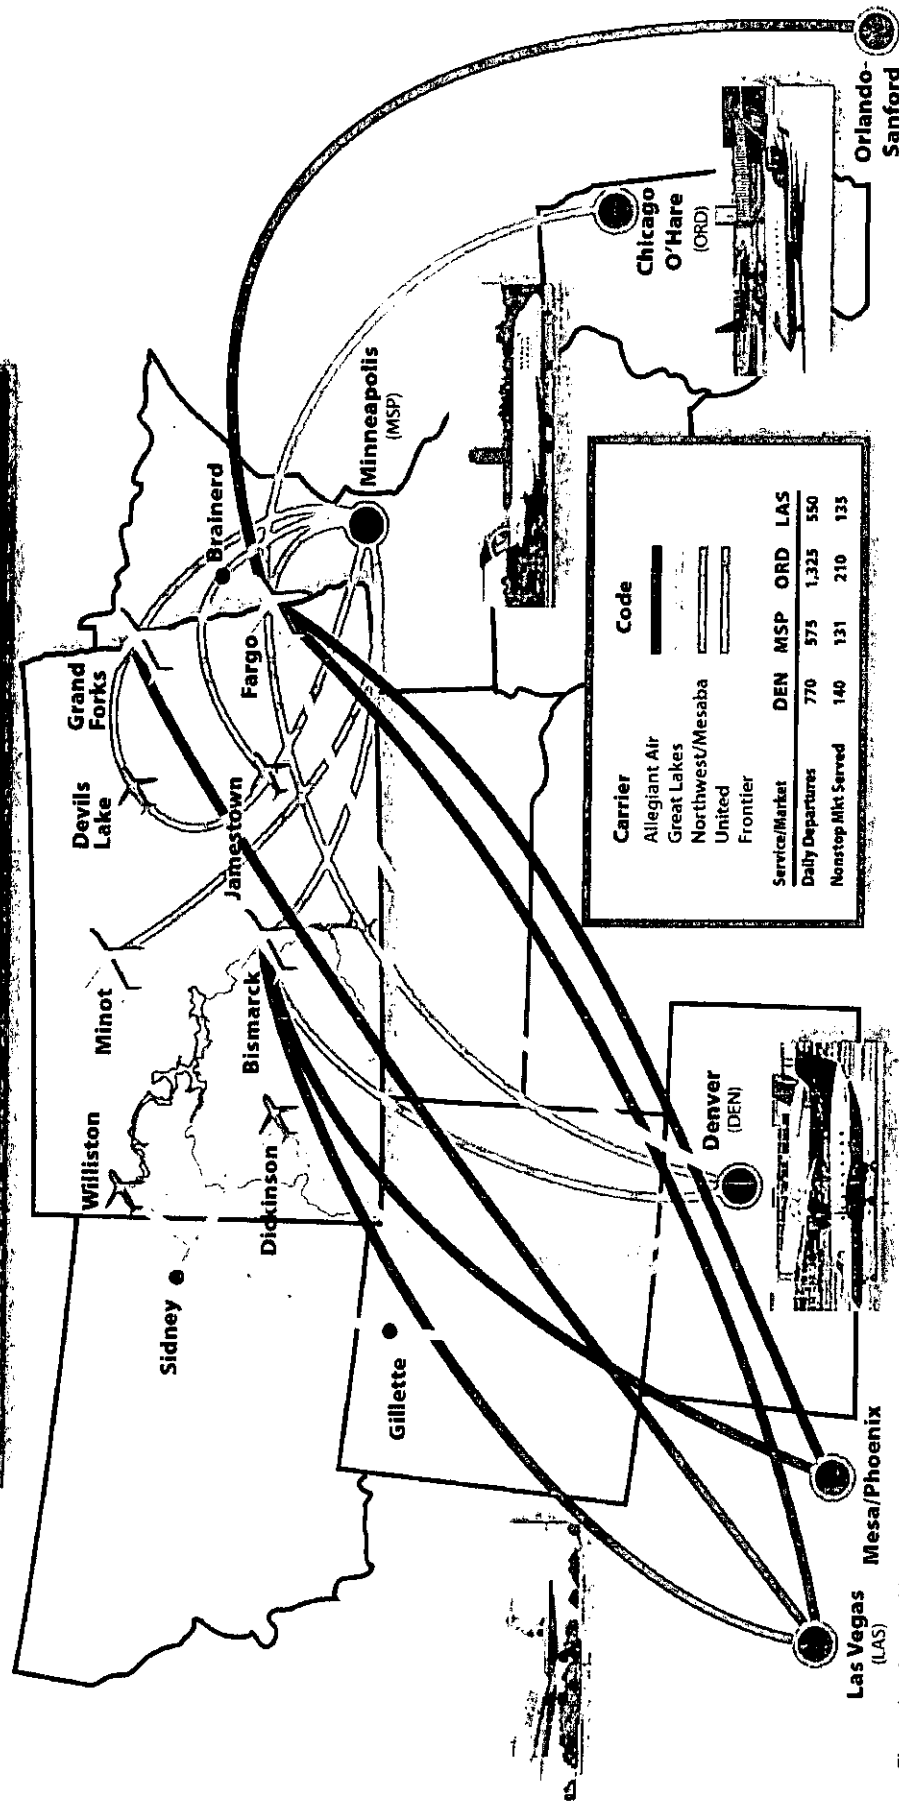 Williston
Minot
Devils
Lake
Grand
Forks
Sidney
Dickinson
Bismarck
Jamestown
Fargo
Brainerd
Gillette
Minneapolis
(MSP)
Chicago
O'Hare
(ORD)
Denver
(DEN)
Las Vegas
(LAS)
Mesa/Phoenix
Orlando-
Sanford
Carrier Code
Allegiant Air
Great Lakes
Northwest/Mesaba
United
Frontier
Service/Market DEN MSP ORD LAS
Daily Departures 770 575 1,325 550
Nonstop Mkt Served 140 131 210 135